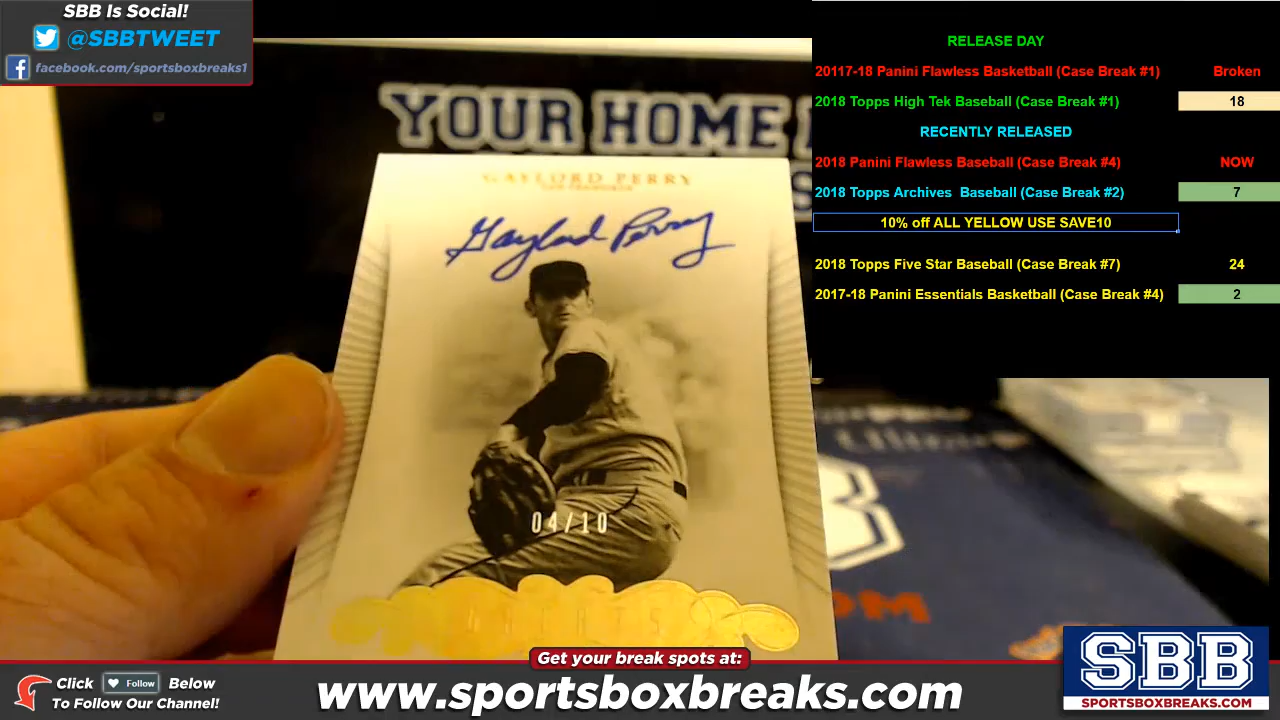 SBB Is Social!
@SBBTWEET
facebook.com/sportsboxbreaks1
RELEASE DAY
20117-18 Panini Flawless Basketball (Case Break #1) Broken
2018 Topps High Tek Baseball (Case Break #1) 18
RECENTLY RELEASED
2018 Panini Flawless Baseball (Case Break #4) NOW
2018 Topps Archives Baseball (Case Break #2) 7
10% off ALL YELLOW USE SAVE10
2018 Topps Five Star Baseball (Case Break #7) 24
2017-18 Panini Essentials Basketball (Case Break #4) 2
YOUR HOME
GAYLORD PERRY
SAN FRANCISCO
Gaylord Perry
04/10
Get your break spots at:
Click Follow Below
To Follow Our Channel!
www.sportsboxbreaks.com
SBB
SPORTSBOXBREAKS.COM